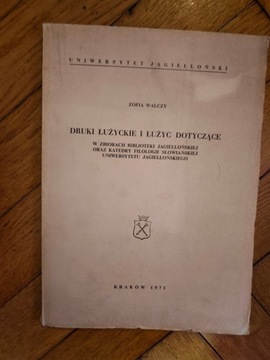 UNIWERSYTET JAGIELLOŃSKI
ZOFIA WALCZY
DRUKI ŁUŻYCKIE I ŁUŻYC DOTYCZĄCE
W ZBIORACH BIBLIOTEKI JAGIELLOŃSKIEJ
ORAZ KATEDRY FILOLOGII SŁOWIAŃSKIEJ
UNIWERSYTETU JAGIELLOŃSKIEGO
KRAKÓW 1971